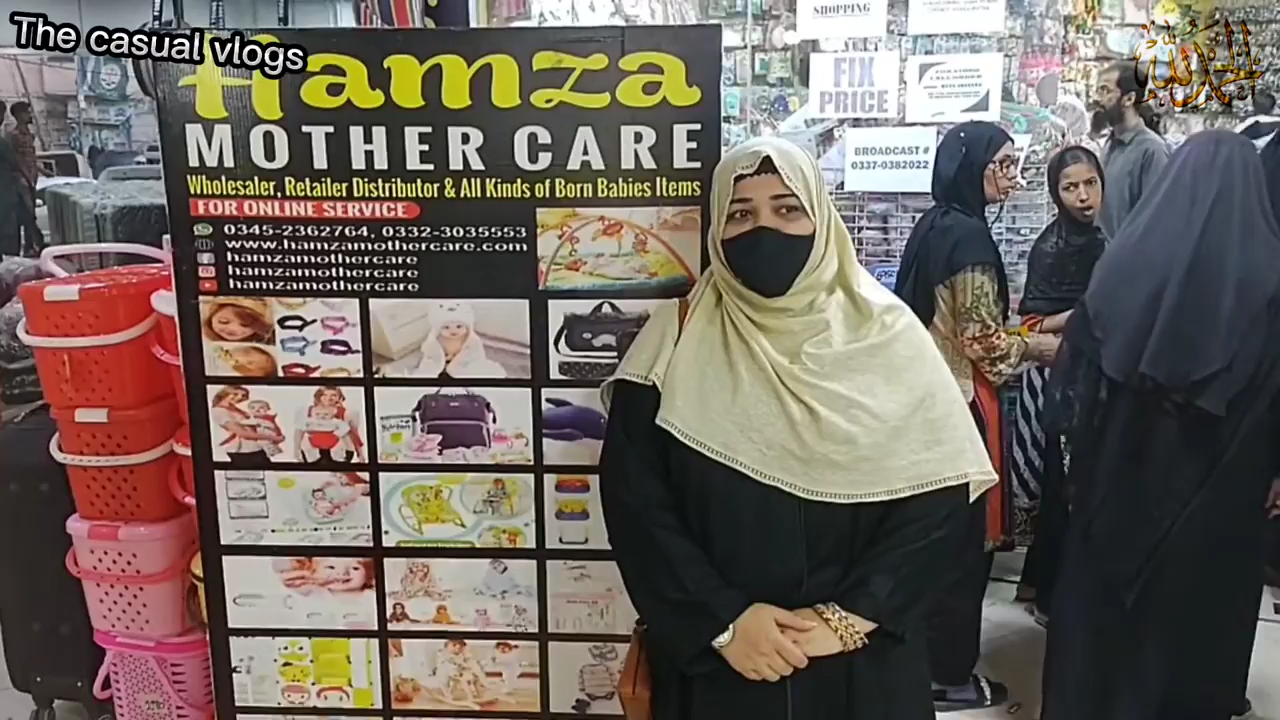 The casual vlogs
Hamza
MOTHER CARE
Wholesaler, Retailer Distributor & All Kinds of Born Babies Items
FOR ONLINE SERVICE
0345-2362764, 0332-3035553
www.hamzamothercare.com
hamzamothercare
hamzamothercare
hamzamothercare
SHOPPING
FIX
PRICE
BROADCAST #
0337-0382022
الحمدلله